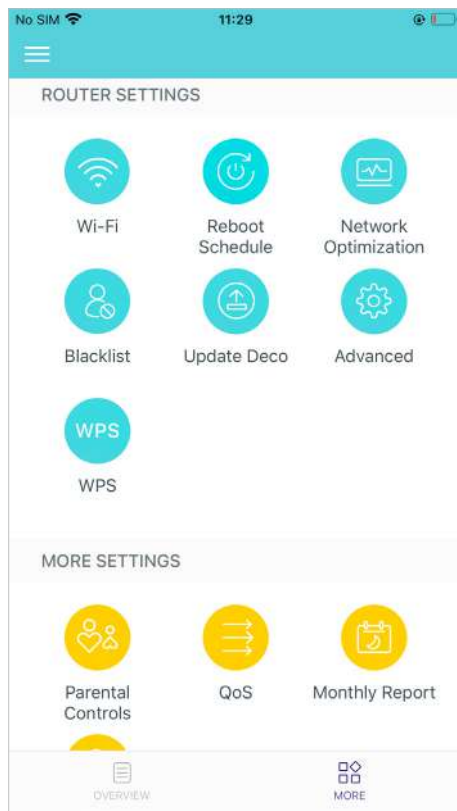 No SIM 11:29
ROUTER SETTINGS
Wi-Fi
Reboot
Schedule
Network
Optimization
Blacklist
Update Deco
Advanced
WPS
WPS
MORE SETTINGS
Parental
Controls
QoS
Monthly Report
OVERVIEW
MORE